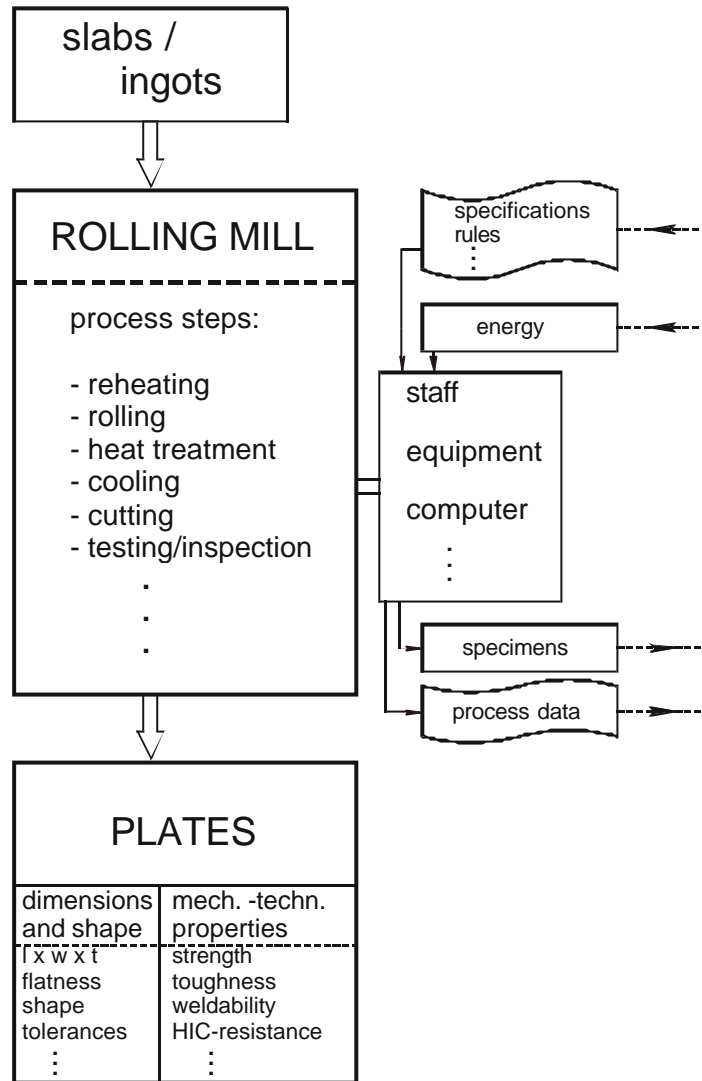 slabs /
ingots
ROLLING MILL
process steps:
- reheating
- rolling
- heat treatment
- cooling
- cutting
- testing/inspection
.
.
.
specifications
rules
⋮
energy
staff
equipment
computer
⋮
specimens
process data
PLATES
dimensions
and shape
l x w x t
flatness
shape
tolerances
⋮
mech. -techn.
properties
strength
toughness
weldability
HIC-resistance
⋮